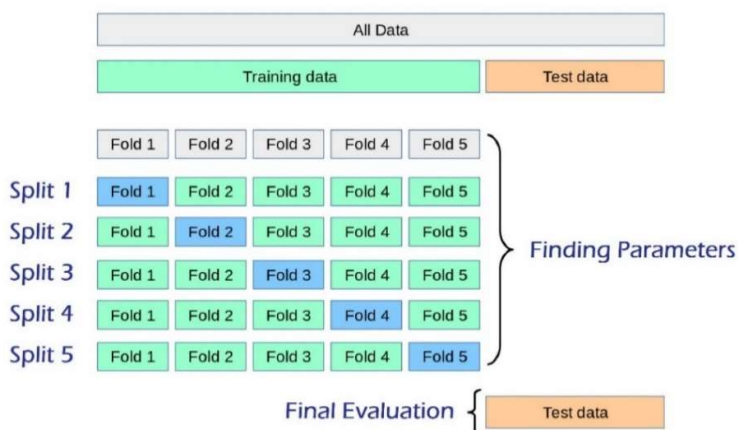 All Data
Training data Test data
Fold 1 Fold 2 Fold 3 Fold 4 Fold 5
Split 1 Fold 1 Fold 2 Fold 3 Fold 4 Fold 5
Split 2 Fold 1 Fold 2 Fold 3 Fold 4 Fold 5
Finding Parameters
Split 3 Fold 1 Fold 2 Fold 3 Fold 4 Fold 5
Split 4 Fold 1 Fold 2 Fold 3 Fold 4 Fold 5
Split 5 Fold 1 Fold 2 Fold 3 Fold 4 Fold 5
Final Evaluation Test data